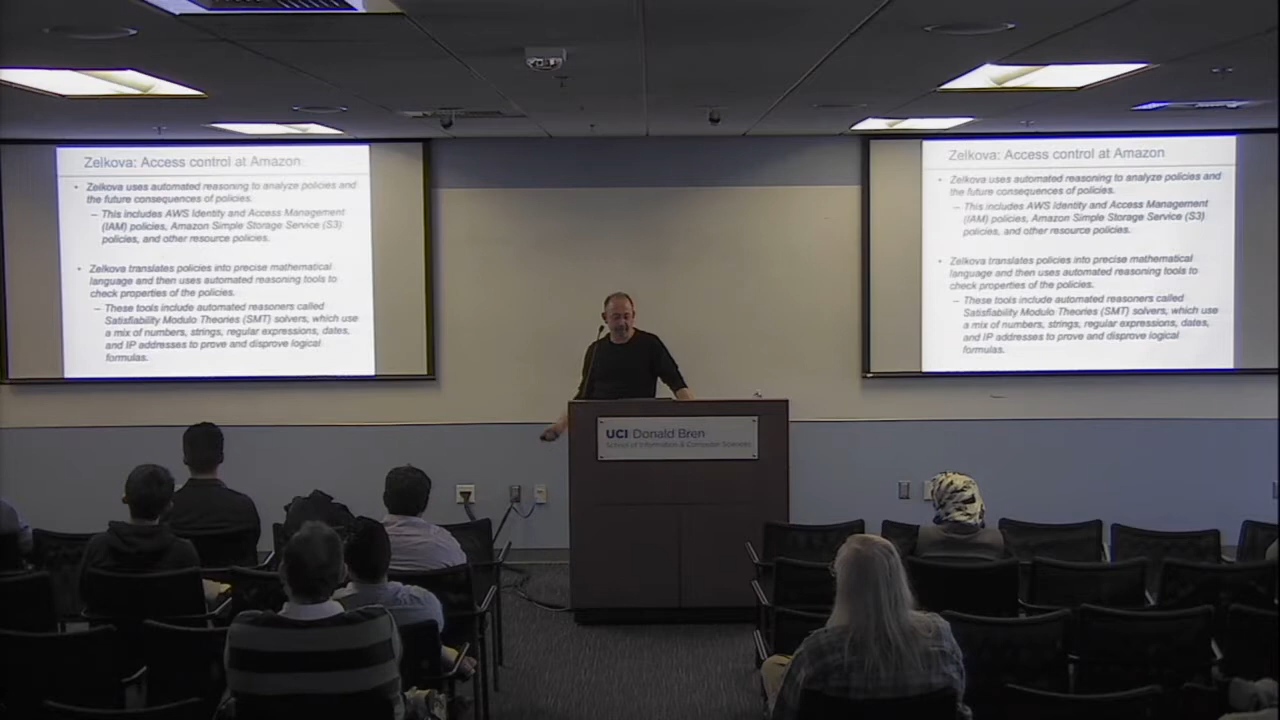 Zelkova: Access control at Amazon
• Zelkova uses automated reasoning to analyze policies and
the future consequences of policies.
– This includes AWS Identity and Access Management
(IAM) policies, Amazon Simple Storage Service (S3)
policies, and other resource policies.
• Zelkova translates policies into precise mathematical
language and then uses automated reasoning tools to
check properties of the policies.
– These tools include automated reasoners called
Satisfiability Modulo Theories (SMT) solvers, which use
a mix of numbers, strings, regular expressions, dates,
and IP addresses to prove and disprove logical
formulas.
UCI Donald Bren
School of Information & Computer Sciences
Zelkova: Access control at Amazon
• Zelkova uses automated reasoning to analyze policies and
the future consequences of policies.
– This includes AWS Identity and Access Management
(IAM) policies, Amazon Simple Storage Service (S3)
policies, and other resource policies.
• Zelkova translates policies into precise mathematical
language and then uses automated reasoning tools to
check properties of the policies.
– These tools include automated reasoners called
Satisfiability Modulo Theories (SMT) solvers, which use
a mix of numbers, strings, regular expressions, dates,
and IP addresses to prove and disprove logical
formulas.